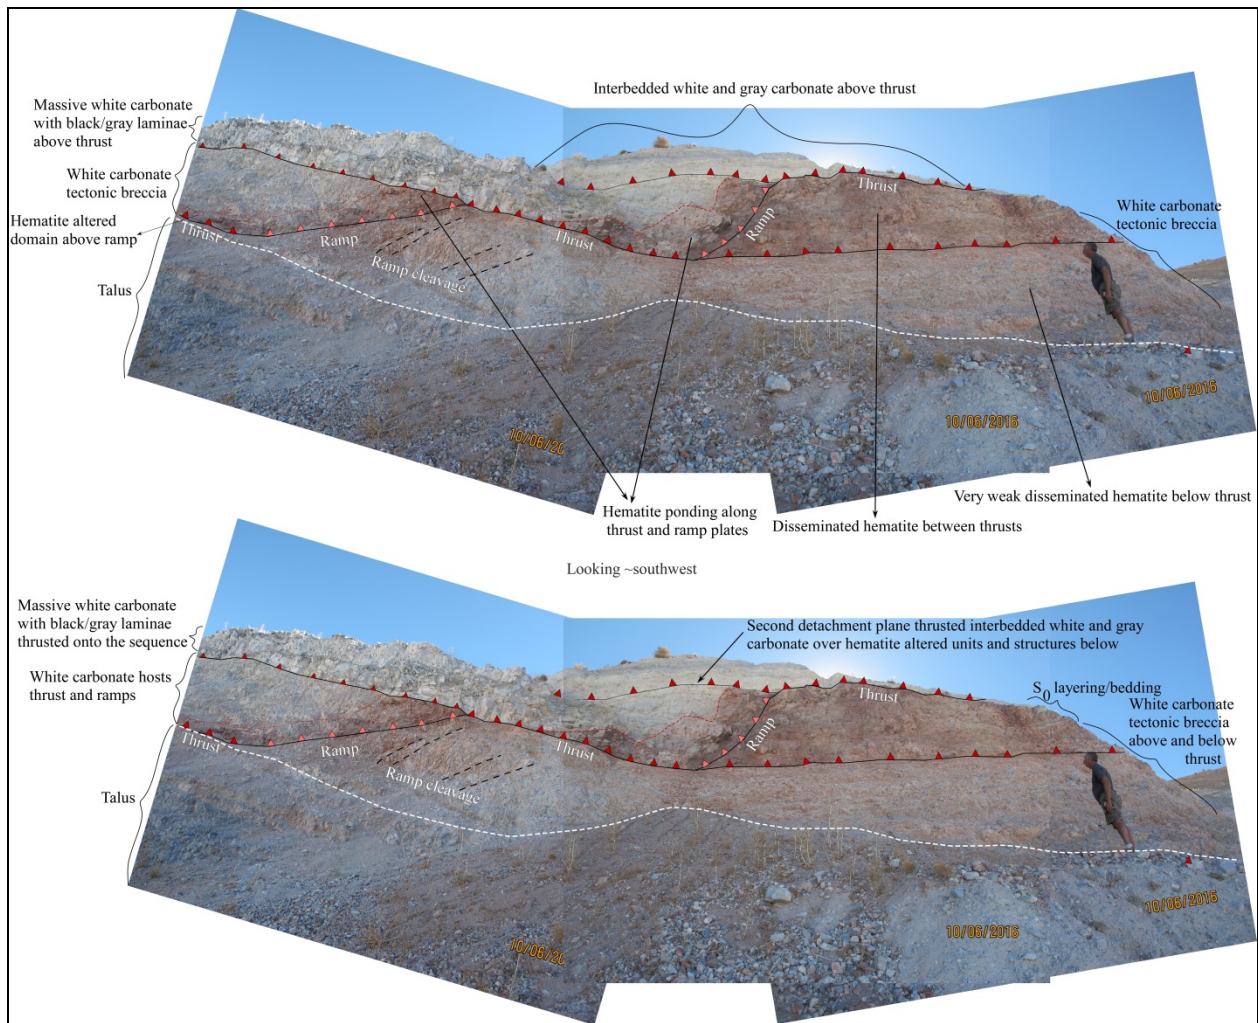 Massive white carbonate
with black/gray laminae
above thrust
White carbonate
tectonic breccia
Hematite altered
domain above ramp
Talus
Interbedded white and gray carbonate above thrust
White carbonate
tectonic breccia
Thrust
Ramp
Ramp cleavage
Thrust
Ramp
Thrust
10/06/20
10/06/2016
10/06/2016
Hematite ponding along
thrust and ramp plates
Disseminated hematite between thrusts
Very weak disseminated hematite below thrust
Looking ~southwest
Massive white carbonate
with black/gray laminae
thrusted onto the sequence
White carbonate hosts
thrust and ramps
Talus
Second detachment plane thrusted interbedded white and gray
carbonate over hematite altered units and structures below
S0 layering/bedding
White carbonate
tectonic breccia
above and below
thrust
Thrust
Ramp
Ramp cleavage
Thrust
Ramp
Thrust
10/06/20
10/06/2016
10/06/2016